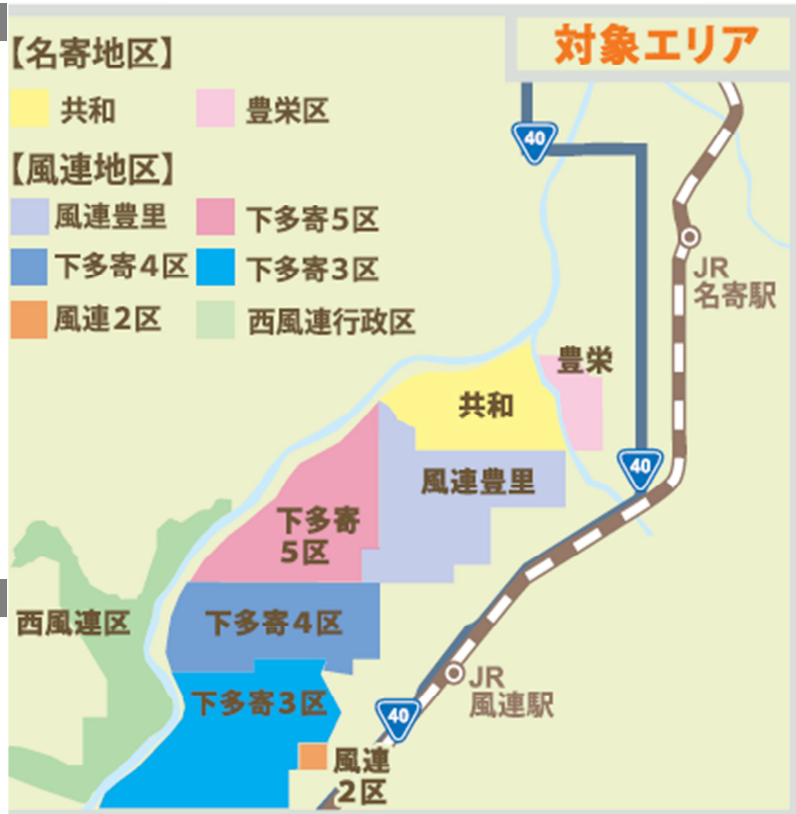 対象エリア
【名寄地区】
共和 豊栄区
【風連地区】
風連豊里 下多寄5区
下多寄4区 下多寄3区
風連2区 西風連行政区
40
JR
名寄駅
豊栄
共和
40
風連豊里
下多寄
5区
西風連区
下多寄4区
JR
風連駅
下多寄3区
40
風連
2区